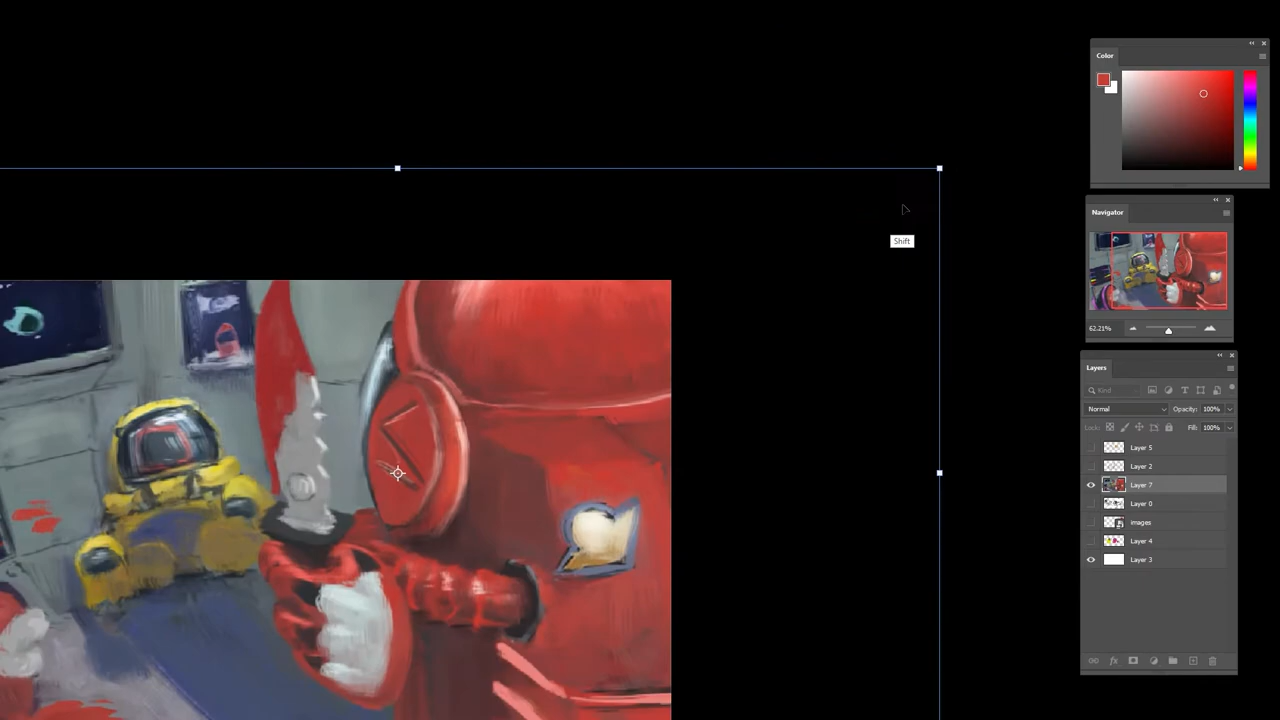 Color
Shift
Navigator
62.21%
Layers
Kind
Normal
Opacity: 100%
Lock:
Fill: 100%
Layer 5
Layer 2
Layer 7
Layer 0
images
Layer 4
Layer 3